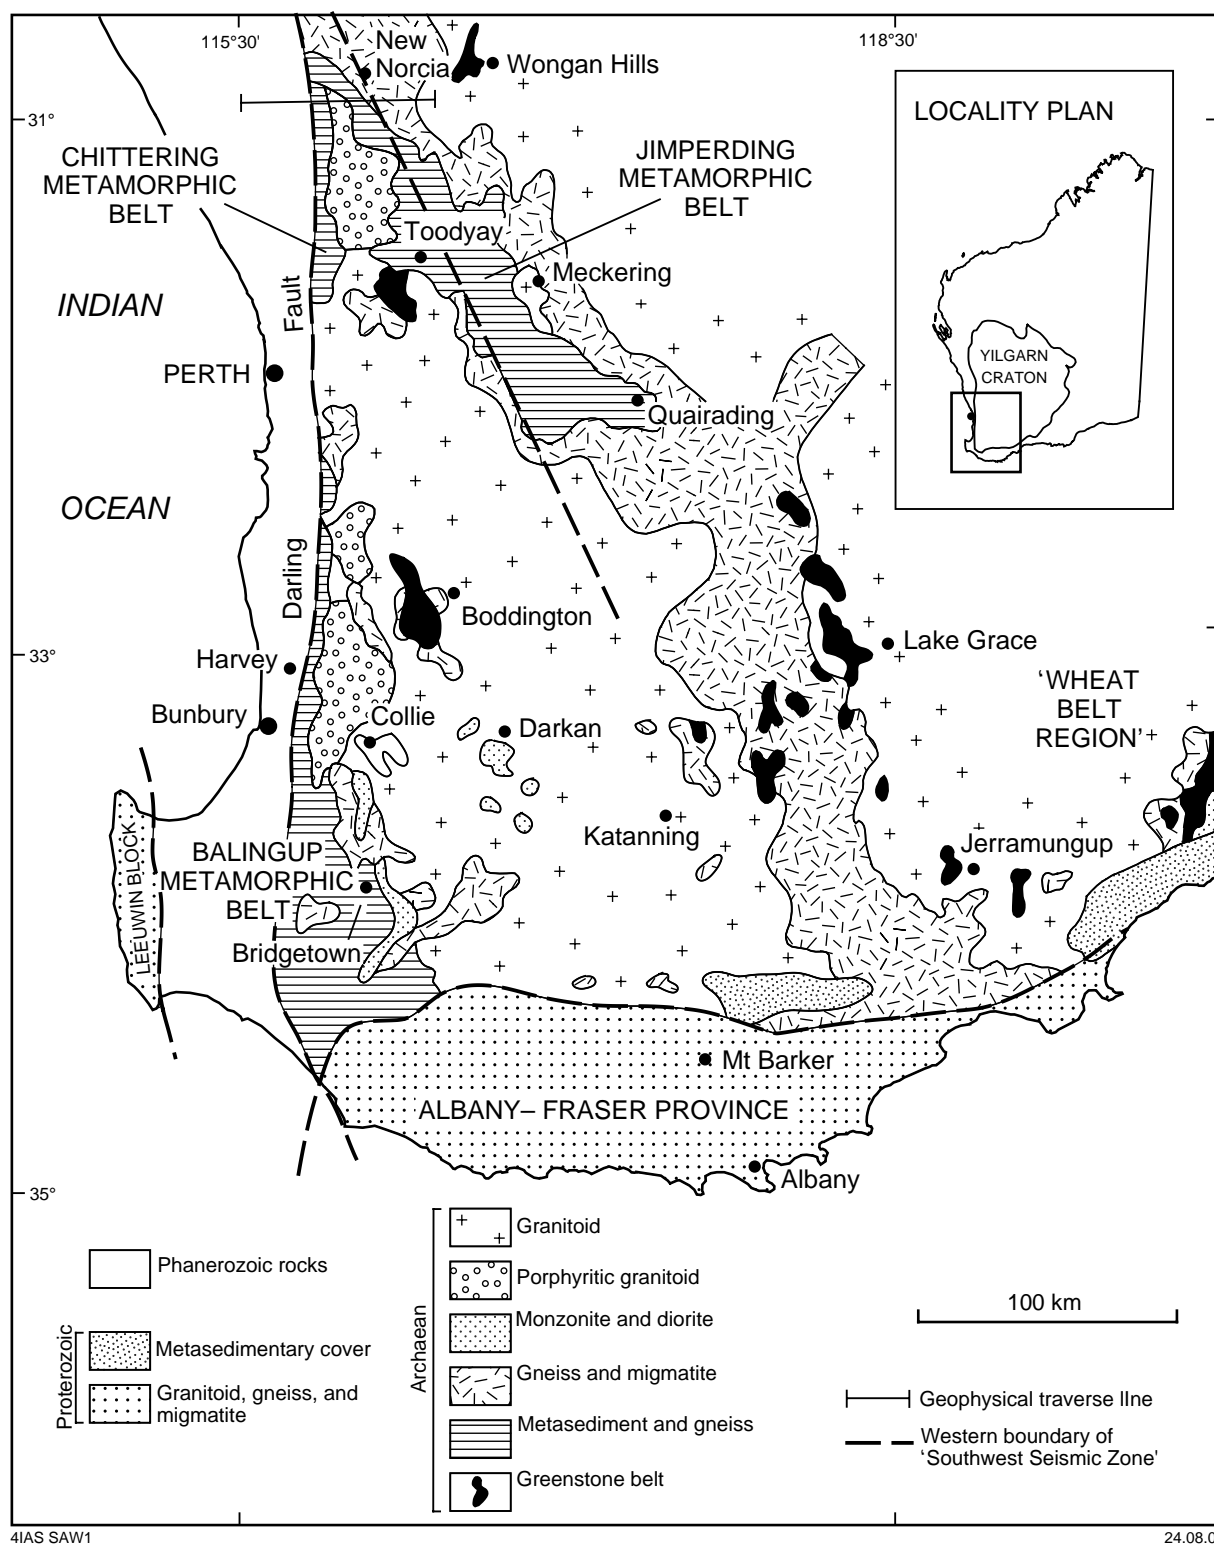 115°30'
118°30'
New
Norcia
Wongan Hills
31°
LOCALITY PLAN
YILGARN
CRATON
CHITTERING
METAMORPHIC
BELT
JIMPERDING
METAMORPHIC
BELT
Toodyay
Meckering
INDIAN
Fault
PERTH
Quairading
OCEAN
Darling
Boddington
33°
Harvey
Lake Grace
Bunbury
Collie
Darkan
‘WHEAT
BELT
REGION’
Katanning
Jerramungup
LEEUWIN BLOCK
BALINGUP
METAMORPHIC
BELT
Bridgetown
Mt Barker
ALBANY– FRASER PROVINCE
Albany
35°
Phanerozoic rocks
Proterozoic
Metasedimentary cover
Granitoid, gneiss, and
migmatite
Archaean
Granitoid
Porphyritic granitoid
Monzonite and diorite
Gneiss and migmatite
Metasediment and gneiss
Greenstone belt
100 km
Geophysical traverse lIne
Western boundary of
‘Southwest Seismic Zone'
4IAS SAW1
24.08.0